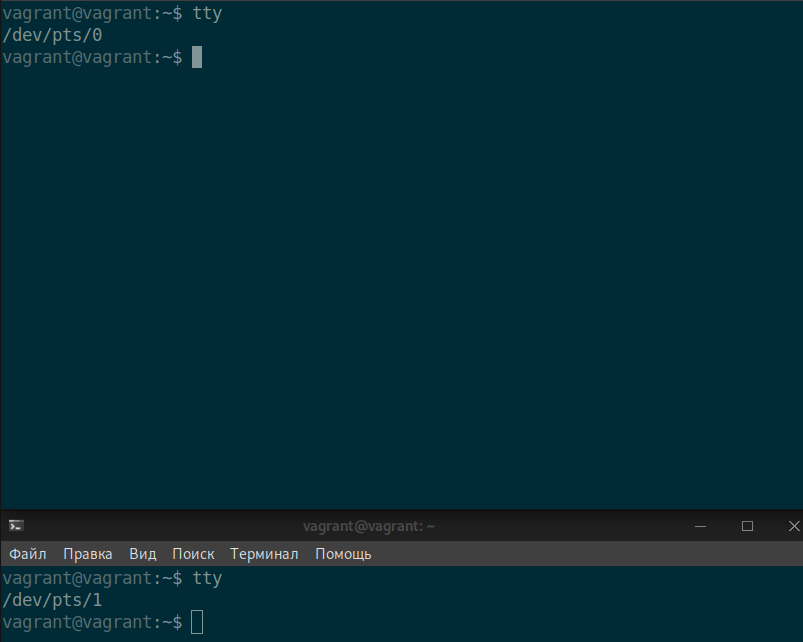 vagrant@vagrant:~$ tty
/dev/pts/0
vagrant@vagrant:~$
vagrant@vagrant: ~
Файл Правка Вид Поиск Терминал Помощь
vagrant@vagrant:~$ tty
/dev/pts/1
vagrant@vagrant:~$